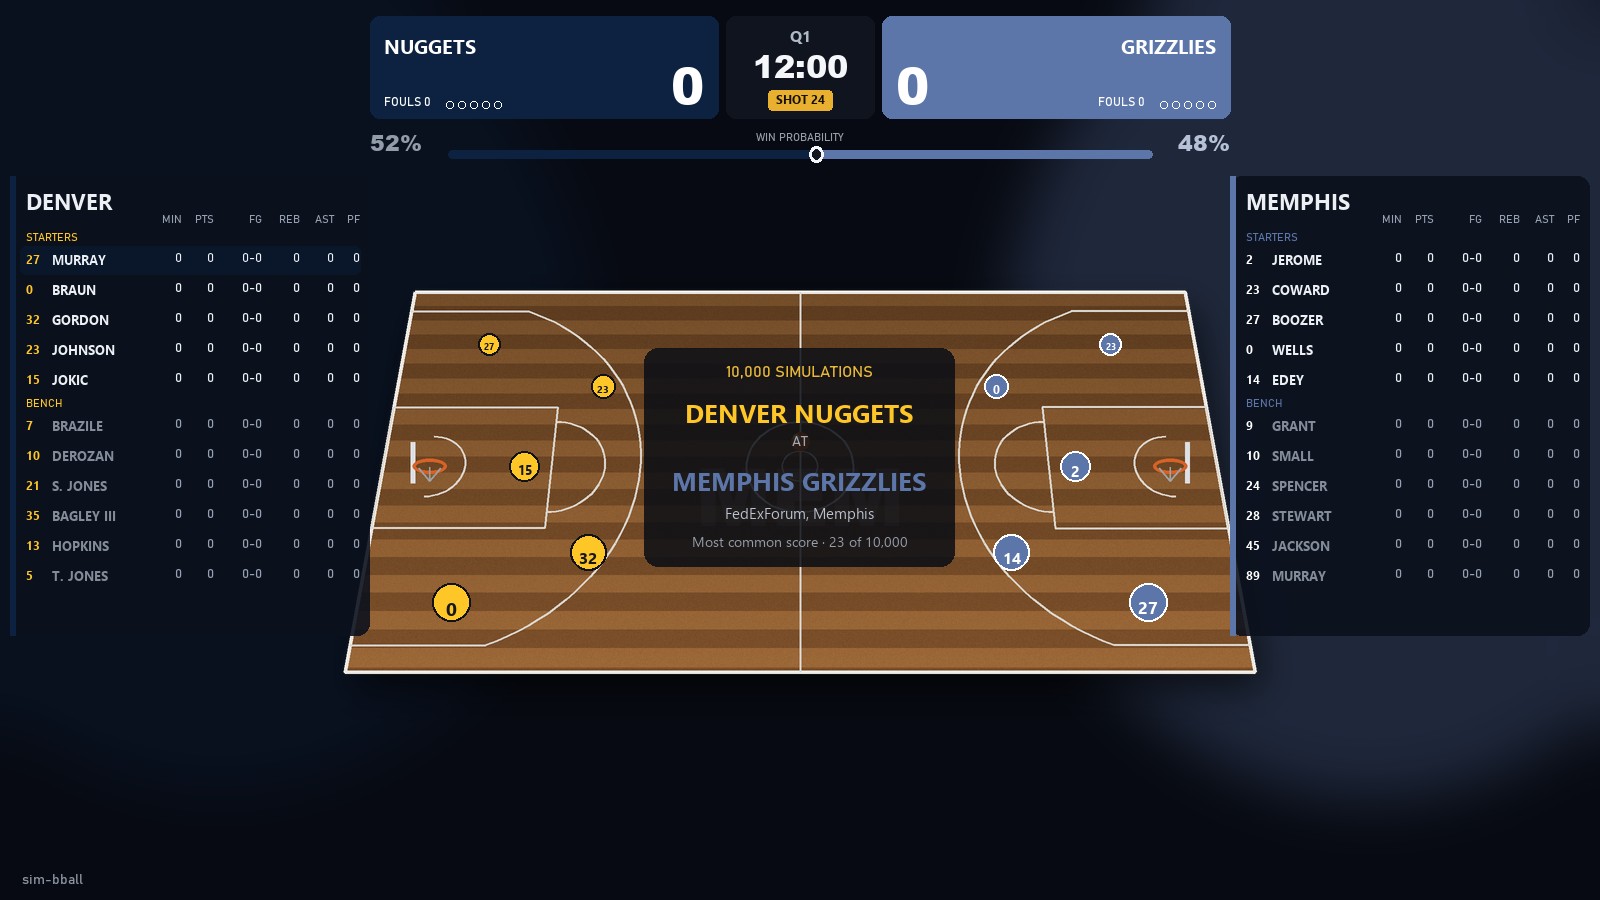 NUGGETS
0
FOULS 0
Q1
12:00
SHOT 24
GRIZZLIES
0
FOULS 0
52%
WIN PROBABILITY
48%
DENVER
MIN PTS FG REB AST PF
STARTERS
27 MURRAY 0 0 0-0 0 0 0
0 BRAUN 0 0 0-0 0 0 0
32 GORDON 0 0 0-0 0 0 0
23 JOHNSON 0 0 0-0 0 0 0
15 JOKIC 0 0 0-0 0 0 0
BENCH
7 BRAZILE 0 0 0-0 0 0 0
10 DEROZAN 0 0 0-0 0 0 0
21 S. JONES 0 0 0-0 0 0 0
35 BAGLEY III 0 0 0-0 0 0 0
13 HOPKINS 0 0 0-0 0 0 0
5 T. JONES 0 0 0-0 0 0 0
27
23
15
32
0
10,000 SIMULATIONS
DENVER NUGGETS
AT
MEMPHIS GRIZZLIES
FedExForum, Memphis
Most common score · 23 of 10,000
23
0
2
14
27
MEMPHIS
MIN PTS FG REB AST PF
STARTERS
2 JEROME 0 0 0-0 0 0 0
23 COWARD 0 0 0-0 0 0 0
27 BOOZER 0 0 0-0 0 0 0
0 WELLS 0 0 0-0 0 0 0
14 EDEY 0 0 0-0 0 0 0
BENCH
9 GRANT 0 0 0-0 0 0 0
10 SMALL 0 0 0-0 0 0 0
24 SPENCER 0 0 0-0 0 0 0
28 STEWART 0 0 0-0 0 0 0
45 JACKSON 0 0 0-0 0 0 0
89 MURRAY 0 0 0-0 0 0 0
sim-bball